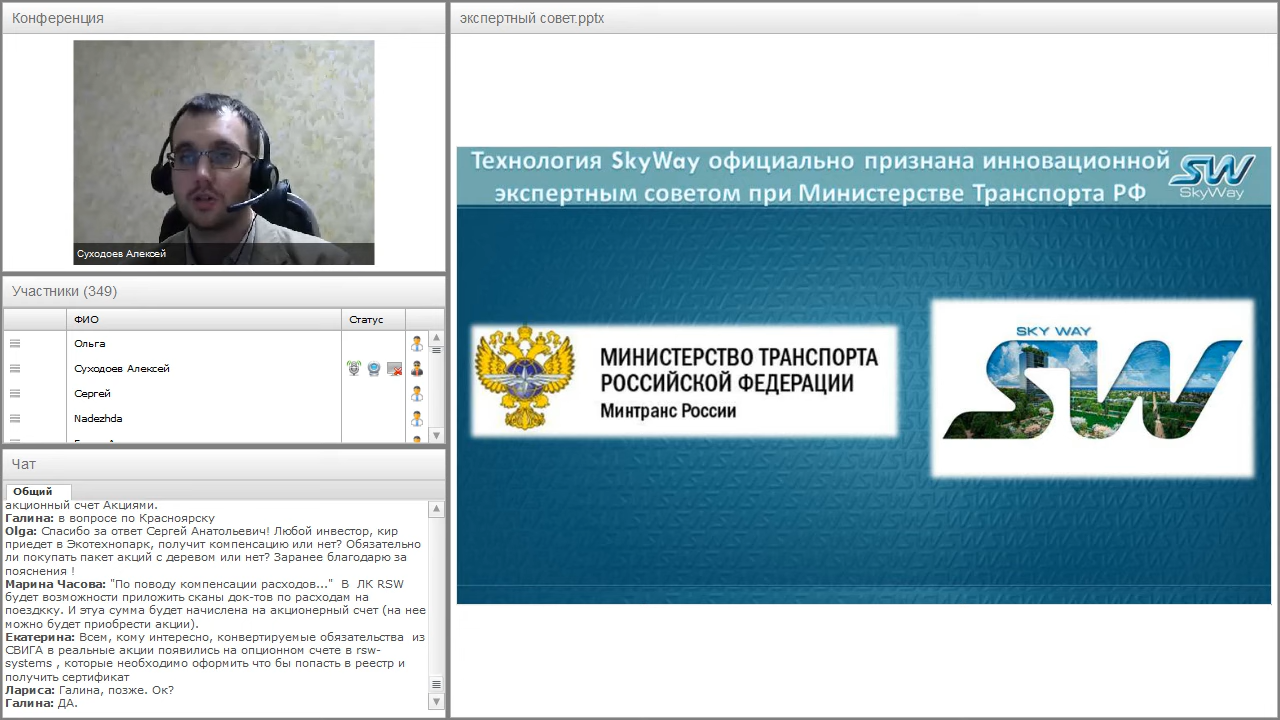 Конференция
Суходоев Алексей
Участники (349)
ФИО
Статус
Ольга
Суходоев Алексей
Сергей
Nadezhda
Чат
Общий
акционный счет Акциями.
Галина: в вопросе по Красноярску
Olga: Спасибо за ответ Сергей Анатольевич! Любой инвестор, кир
приедет в Экотехнопарк, получит компенсацию или нет? Обязательно
ли покупать пакет акций с деревом или нет? Заранее благодарю за
пояснения !
Марина Часова: "По поводу компенсации расходов..." В ЛК RSW
будет возможности приложить сканы док-тов по расходам на
поездкку. И этуа сумма будет начислена на акционерный счет (на нее
можно будет приобрести акции).
Екатерина: Всем, кому интересно, конвертируемые обязательства из
СВИГА в реальные акции появились на опционном счете в rsw-
systems , которые необходимо оформить что бы попасть в реестр и
получить сертификат
Лариса: Галина, позже. Ок?
Галина: ДА.
экспертный совет.pptx
Технология SkyWay официально признана инновационной
экспертным советом при Министерстве Транспорта РФ
SW
SkyWay
МИНИСТЕРСТВО ТРАНСПОРТА
РОССИЙСКОЙ ФЕДЕРАЦИИ
Минтранс России
SKY WAY
SW